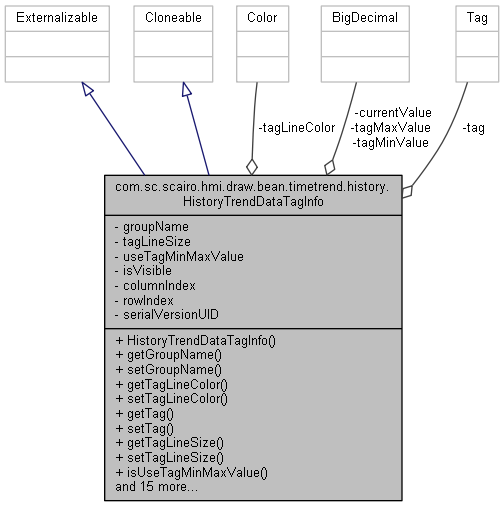 Externalizable
Cloneable
Color
BigDecimal
Tag
-tagLineColor
-currentValue
-tagMaxValue
-tagMinValue
-tag
com.sc.scairo.hmi.draw.bean.timetrend.history.
HistoryTrendDataTagInfo
- groupName
- tagLineSize
- useTagMinMaxValue
- isVisible
- columnIndex
- rowIndex
- serialVersionUID
+ HistoryTrendDataTagInfo()
+ getGroupName()
+ setGroupName()
+ getTagLineColor()
+ setTagLineColor()
+ getTag()
+ setTag()
+ getTagLineSize()
+ setTagLineSize()
+ isUseTagMinMaxValue()
and 15 more...